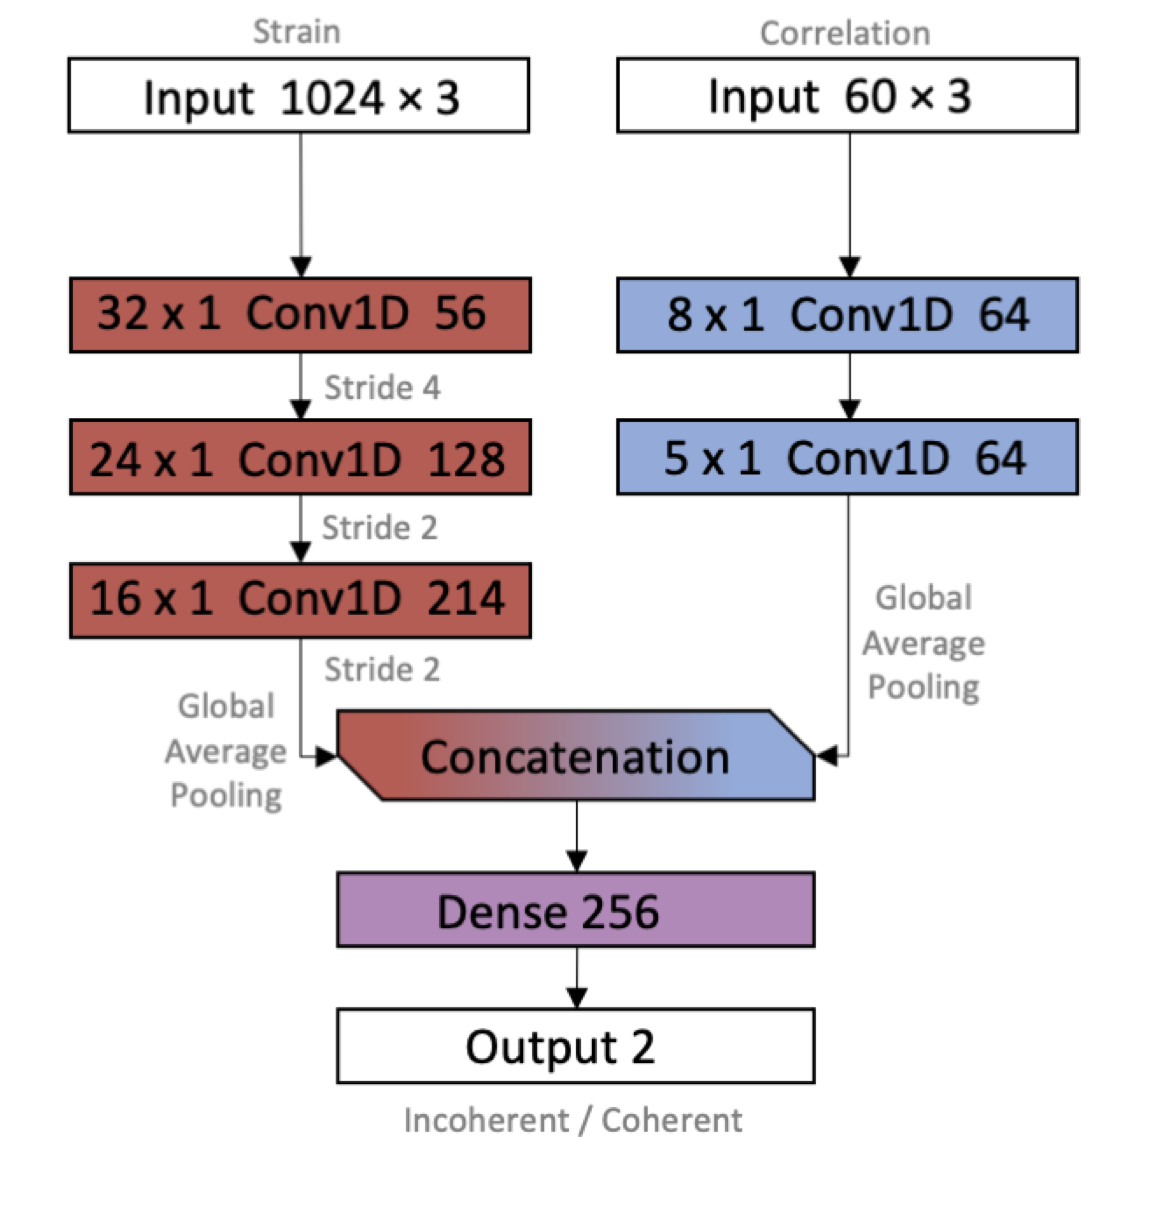 Strain
Input 1024 × 3
32 x 1 Conv1D 56
Stride 4
24 x 1 Conv1D 128
Stride 2
16 x 1 Conv1D 214
Stride 2
Global
Average
Pooling
Correlation
Input 60 × 3
8 x 1 Conv1D 64
5 x 1 Conv1D 64
Global
Average
Pooling
Concatenation
Dense 256
Output 2
Incoherent / Coherent